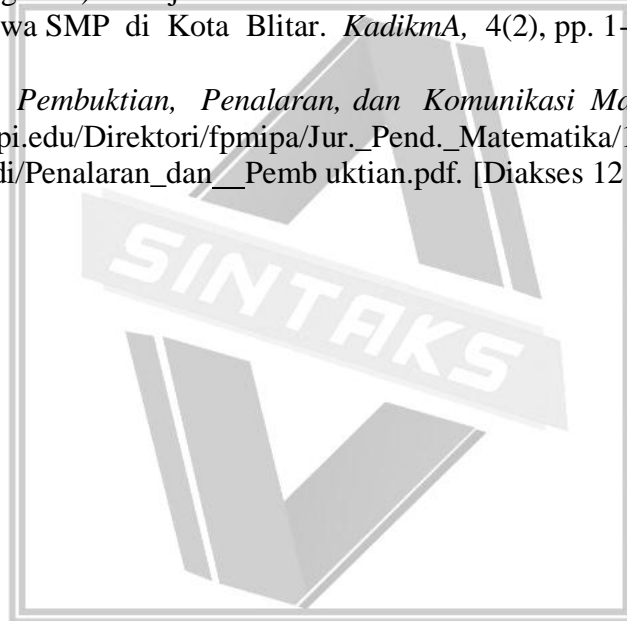 wa SMP di Kota Blitar. KadikmA, 4(2), pp. 1-
Pembuktian, Penalaran, dan Komunikasi Ma
pi.edu/Direktori/fpmipa/Jur._Pend._Matematika/1
di/Penalaran_dan__Pemb uktian.pdf. [Diakses 12
SINTAKS